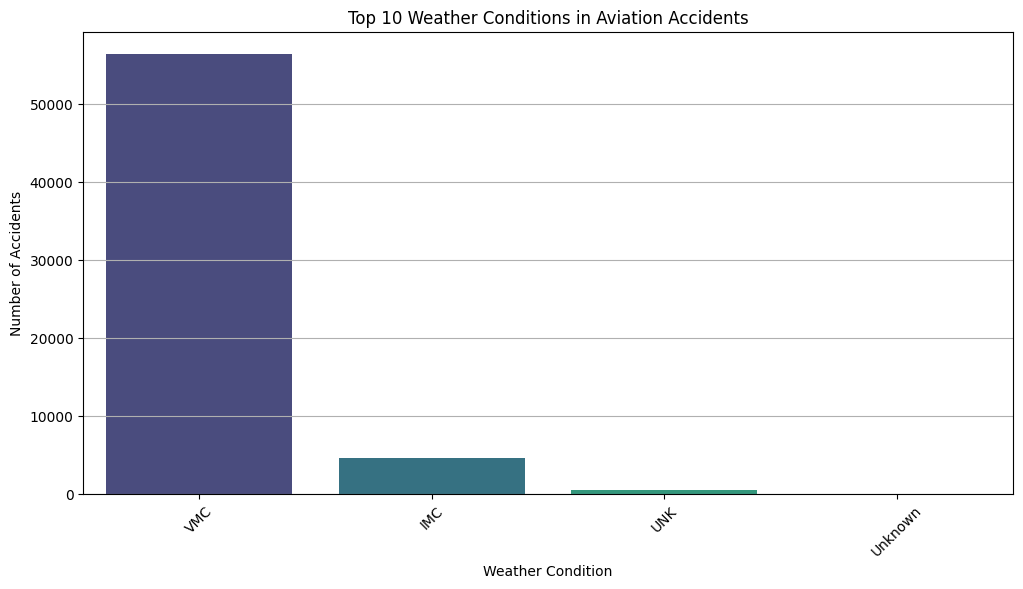 Top 10 Weather Conditions in Aviation Accidents
Number of Accidents
50000
40000
30000
20000
10000
0
VMC
IMC
UNK
Unknown
Weather Condition